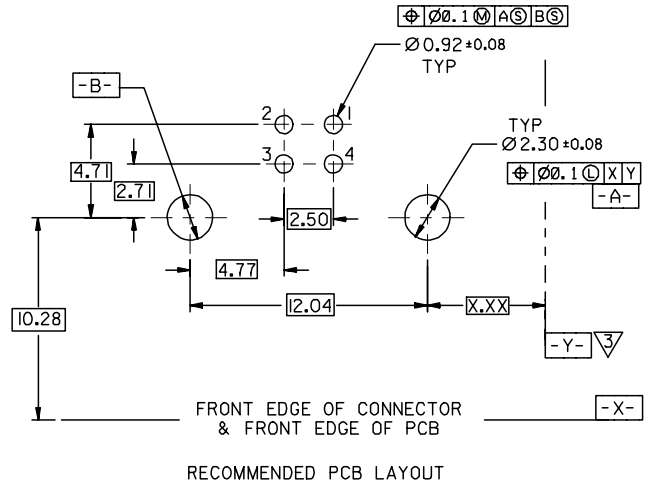 ⌖ Ø0.1 Ⓜ A Ⓢ B Ⓢ
Ø0.92 ±0.08
TYP
-B-
2 1
3 4
TYP
Ø2.30 ±0.08
⌖ Ø0.1 Ⓛ X Y
-A-
4.71
2.71
2.50
4.77
12.04
X.XX
10.28
-Y- 3
FRONT EDGE OF CONNECTOR
& FRONT EDGE OF PCB
-X-
RECOMMENDED PCB LAYOUT